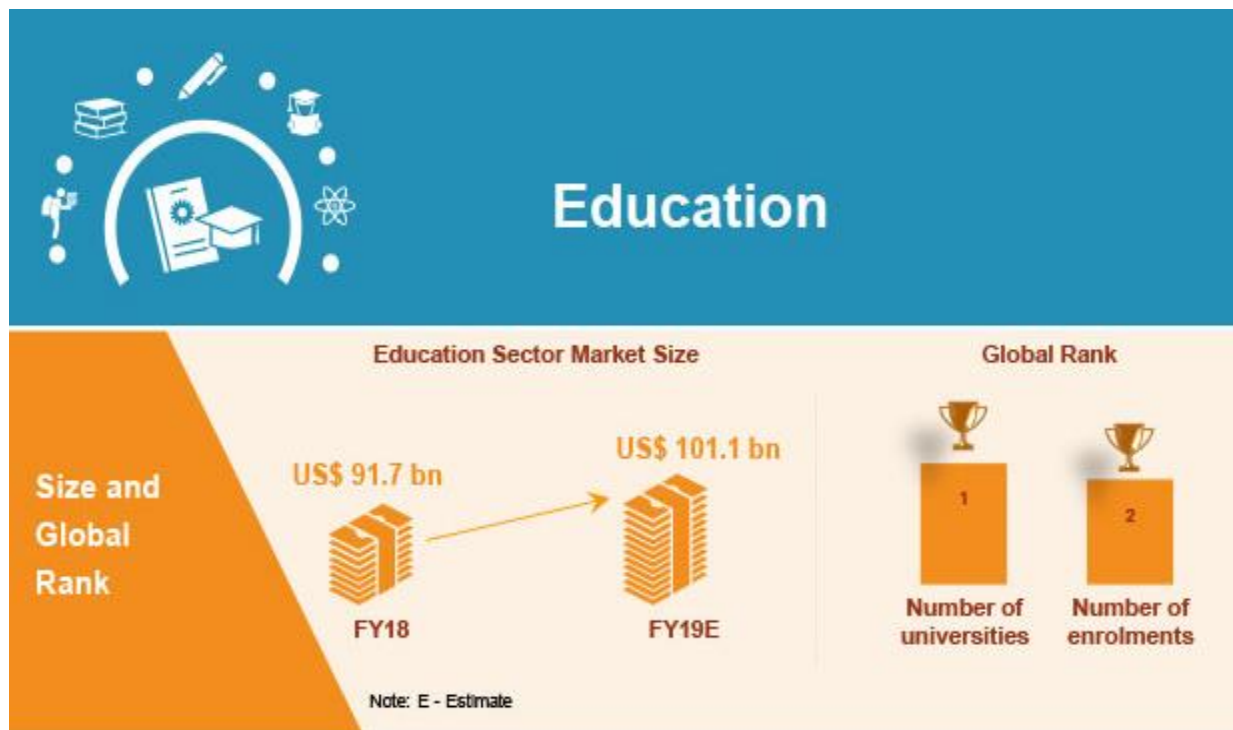 Education
Size and
Global
Rank
Education Sector Market Size
US$ 91.7 bn
US$ 101.1 bn
FY18
FY19E
Note: E - Estimate
Global Rank
1
2
Number of
universities
Number of
enrolments